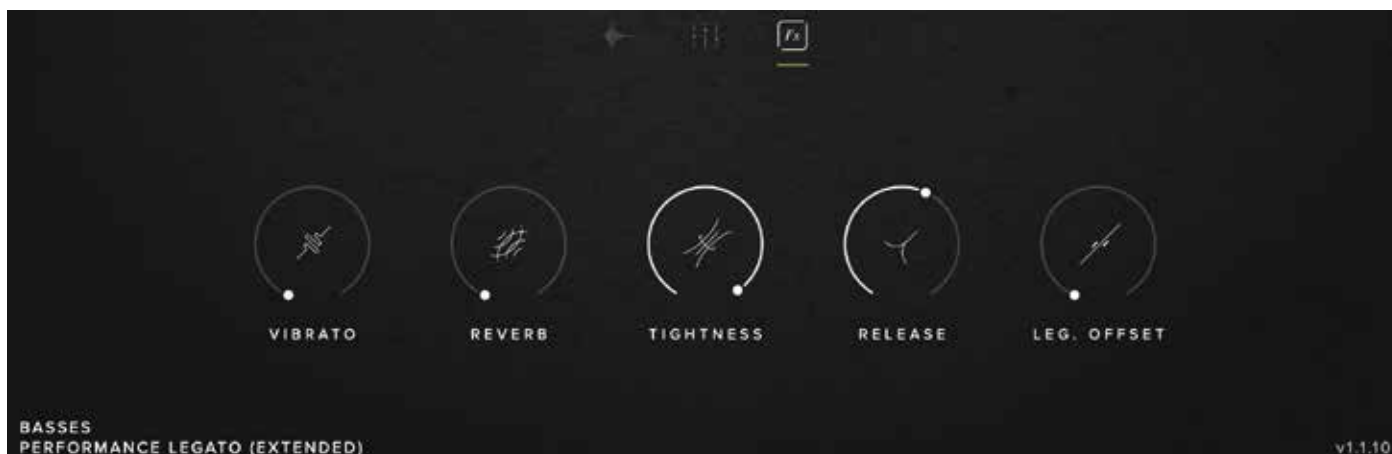 Fx
VIBRATO
REVERB
TIGHTNESS
RELEASE
LEG. OFFSET
BASSES
PERFORMANCE LEGATO (EXTENDED)
v1.1.10